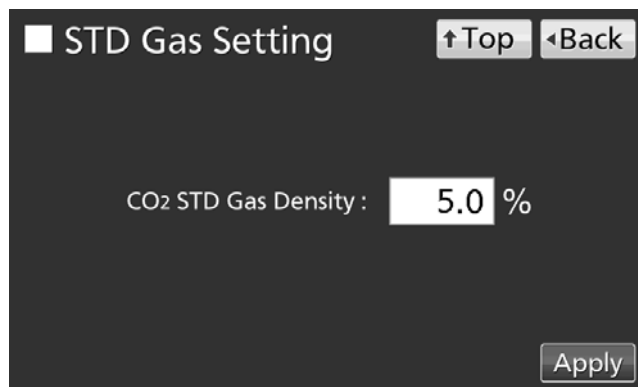 STD Gas Setting
↑Top
◂Back
CO2 STD Gas Density :
5.0 %
Apply